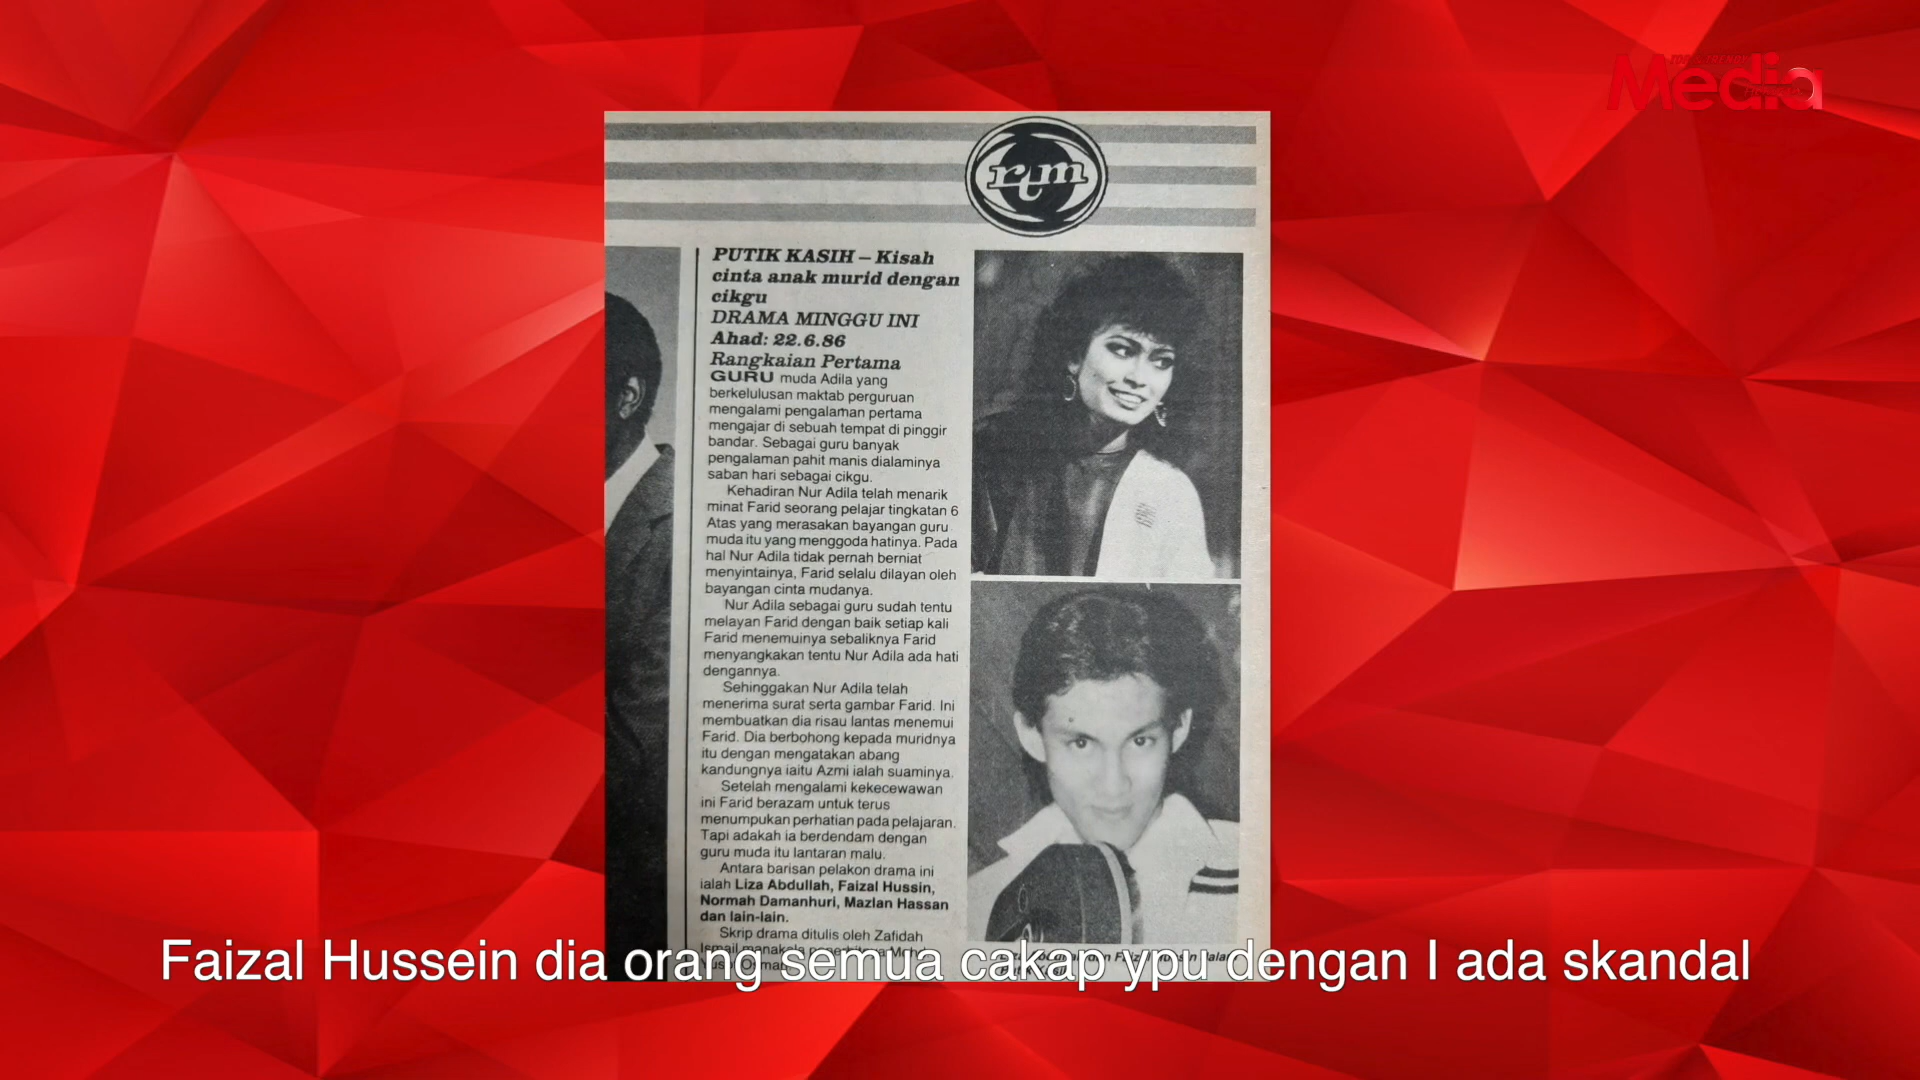 Media
rtm
PUTIK KASIH – Kisah
cinta anak murid dengan
cikgu
DRAMA MINGGU INI
Ahad: 22.6.86
Rangkaian Pertama
GURU muda Adila yang
berkelulusan maktab perguruan
mengalami pengalaman pertama
mengajar di sebuah tempat di pinggir
bandar. Sebagai guru banyak
pengalaman pahit manis dialaminya
saban hari sebagai cikgu.
Kehadiran Nur Adila telah menarik
minat Farid seorang pelajar tingkatan 6
Atas yang merasakan bayangan guru
muda itu yang menggoda hatinya. Pada
hal Nur Adila tidak pernah berniat
menyintainya, Farid selalu dilayan oleh
bayangan cinta mudanya.
Nur Adila sebagai guru sudah tentu
melayan Farid dengan baik setiap kali
Farid menemuinya sebaliknya Farid
menyangkakan tentu Nur Adila ada hati
dengannya.
Sehinggakan Nur Adila telah
menerima surat serta gambar Farid. Ini
membuatkan dia risau lantas menemui
Farid. Dia berbohong kepada muridnya
itu dengan mengatakan abang
kandungnya iaitu Azmi ialah suaminya.
Setelah mengalami kekecewawan
ini Farid berazam untuk terus
menumpukan perhatian pada pelajaran.
Tapi adakah ia berdendam dengan
guru muda itu lantaran malu.
Antara barisan pelakon drama ini
ialah Liza Abdullah, Faizal Hussin,
Normah Damanhuri, Mazlan Hassan
dan lain-lain.
Skrip drama ditulis oleh Zafidah
Ismail manakala
Faizal Hussein dia orang semua cakap ypu dengan I ada skandal